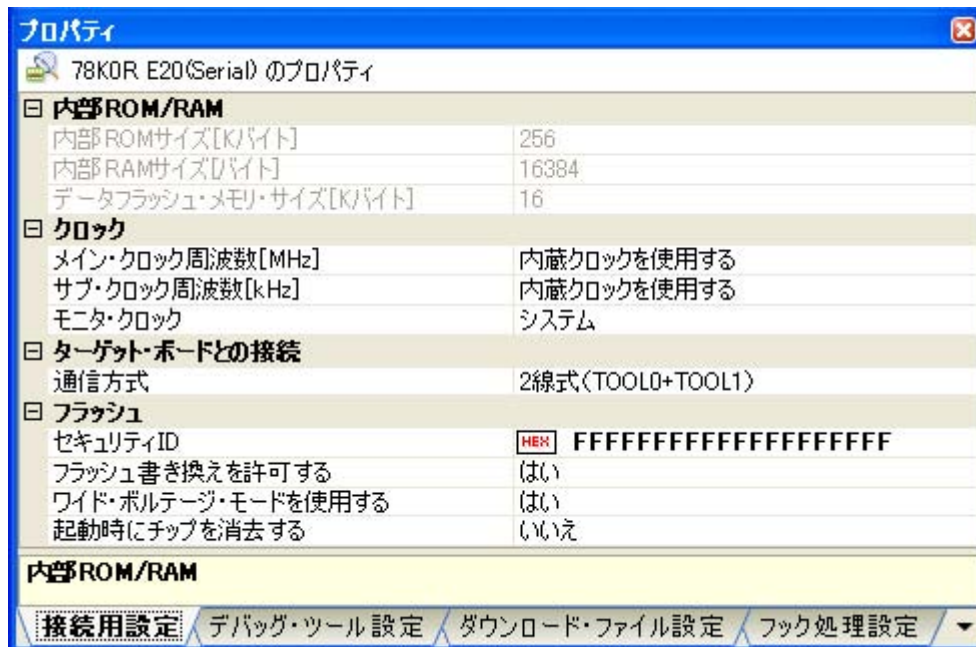 プロパティ
78K0R E20(Serial) のプロパティ
内部ROM/RAM
内部ROMサイズ[Kバイト] 256
内部RAMサイズ[バイト] 16384
データフラッシュ・メモリ・サイズ[Kバイト] 16
クロック
メイン・クロック周波数[MHz] 内蔵クロックを使用する
サブ・クロック周波数[kHz] 内蔵クロックを使用する
モニタ・クロック システム
ターゲット・ボードとの接続
通信方式 2線式(TOOL0+TOOL1)
フラッシュ
セキュリティID HEX FFFFFFFFFFFFFFFFFFFF
フラッシュ書き換えを許可する はい
ワイド・ボルテージ・モードを使用する はい
起動時にチップを消去する いいえ
内部ROM/RAM
接続用設定 デバッグ・ツール設定 ダウンロード・ファイル設定 フック処理設定